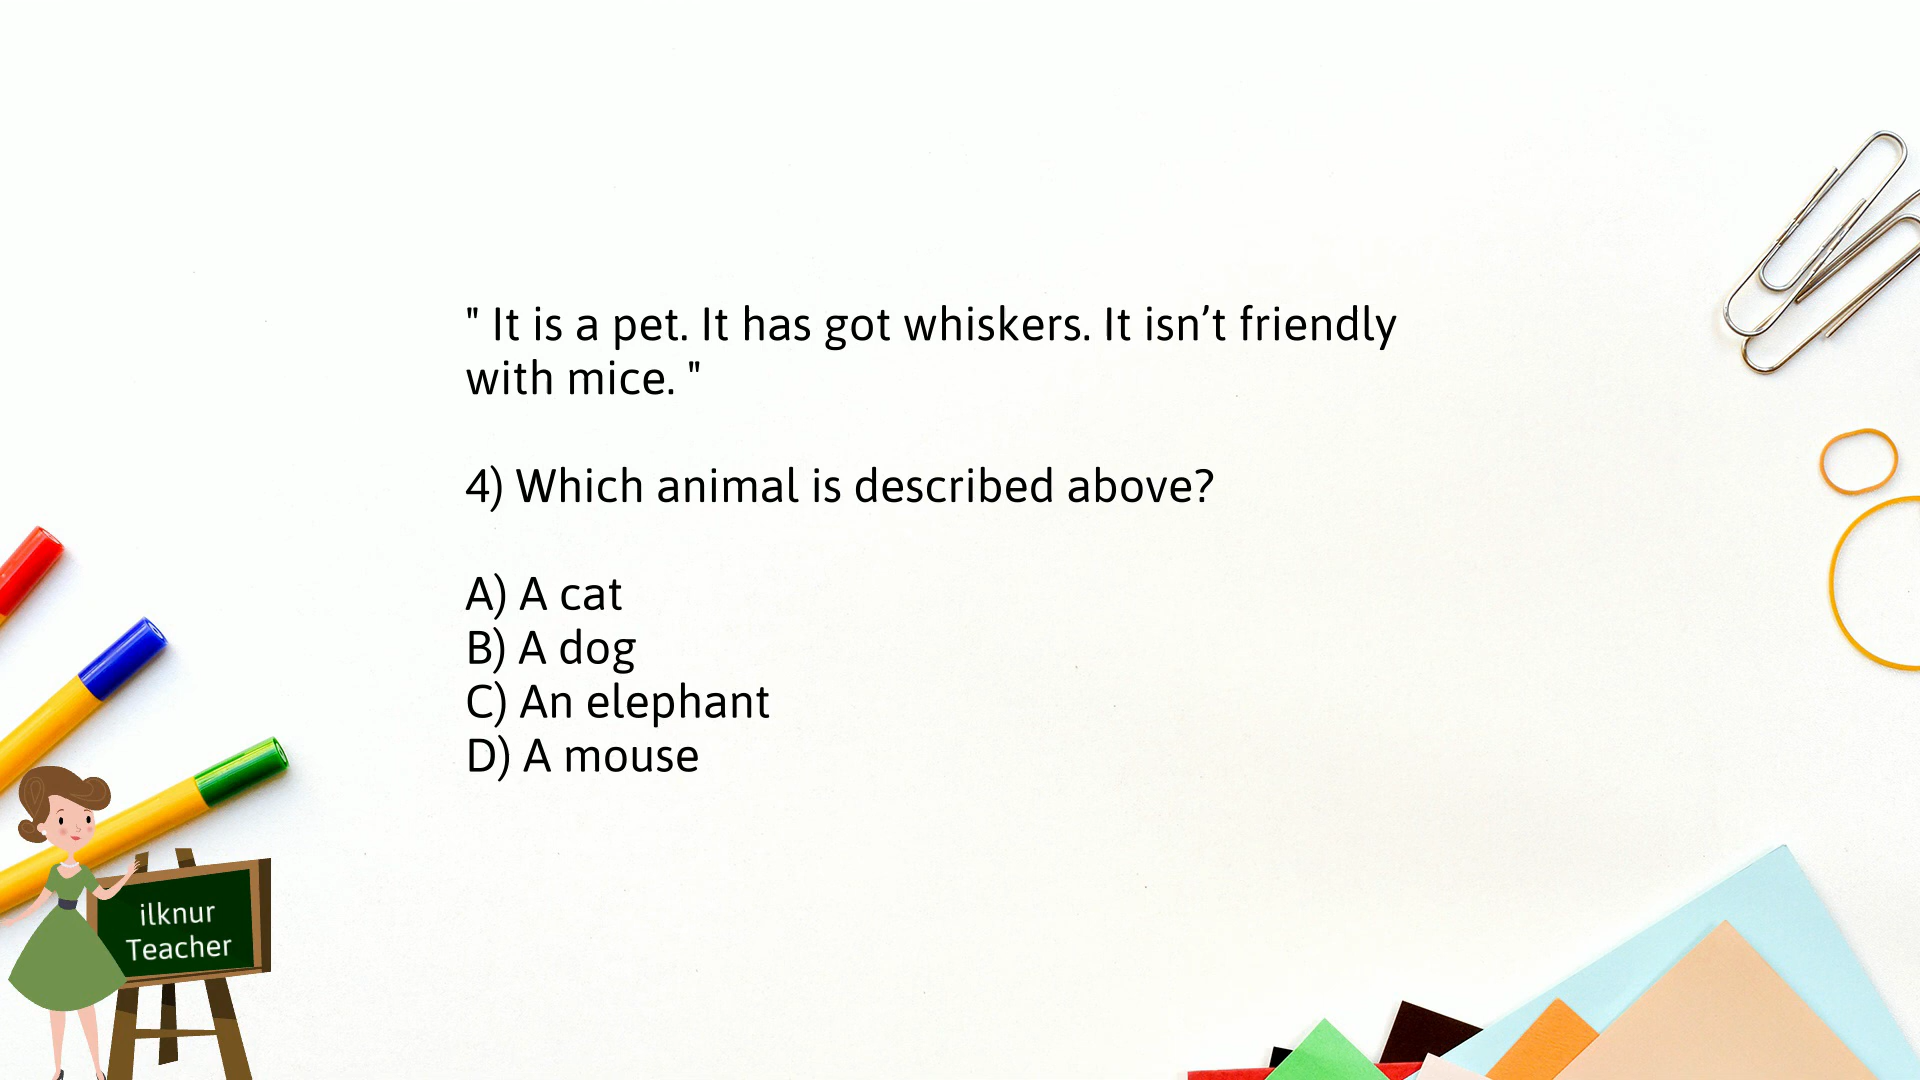 " It is a pet. It has got whiskers. It isn’t friendly
with mice. "
4) Which animal is described above?
A) A cat
B) A dog
C) An elephant
D) A mouse
ilknur
Teacher